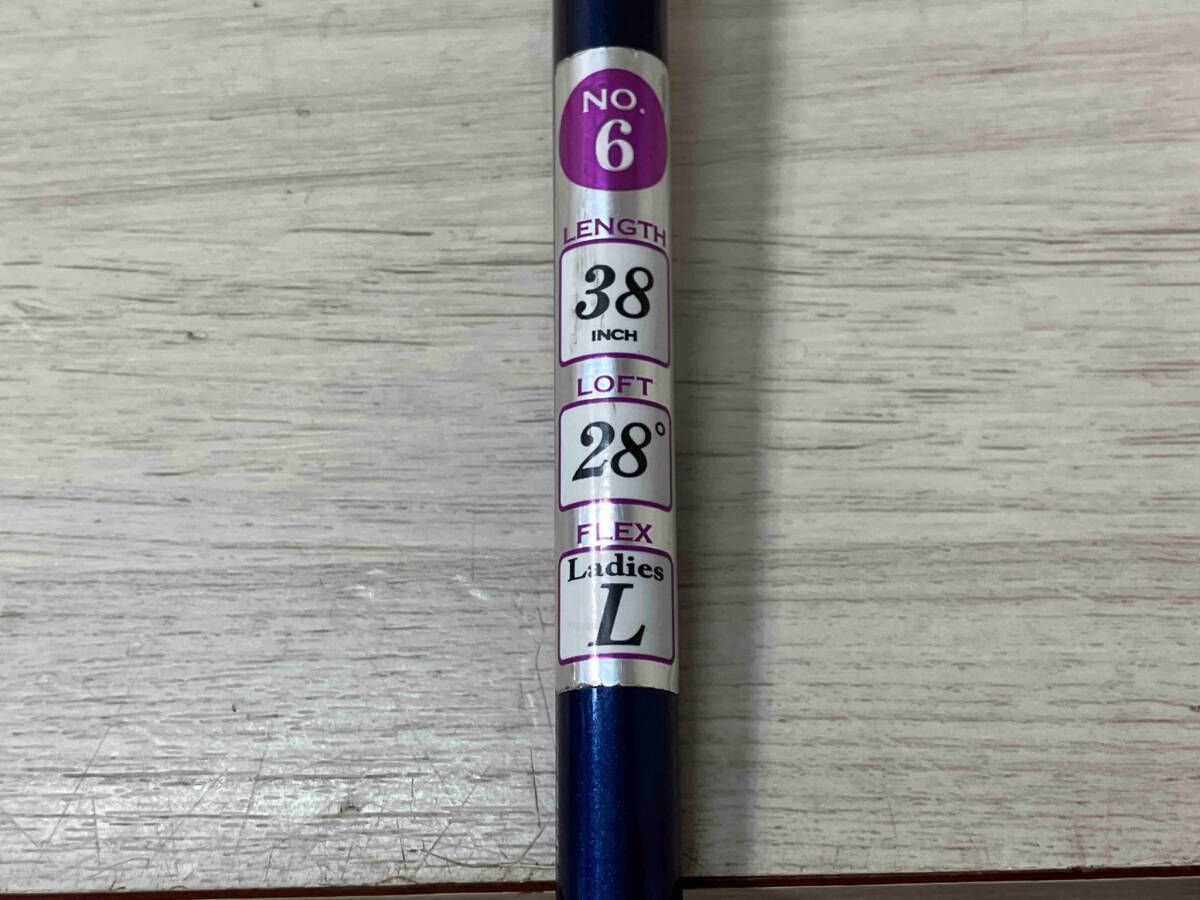 NO.
6
LENGTH
38
INCH
LOFT
28°
FLEX
Ladies
L